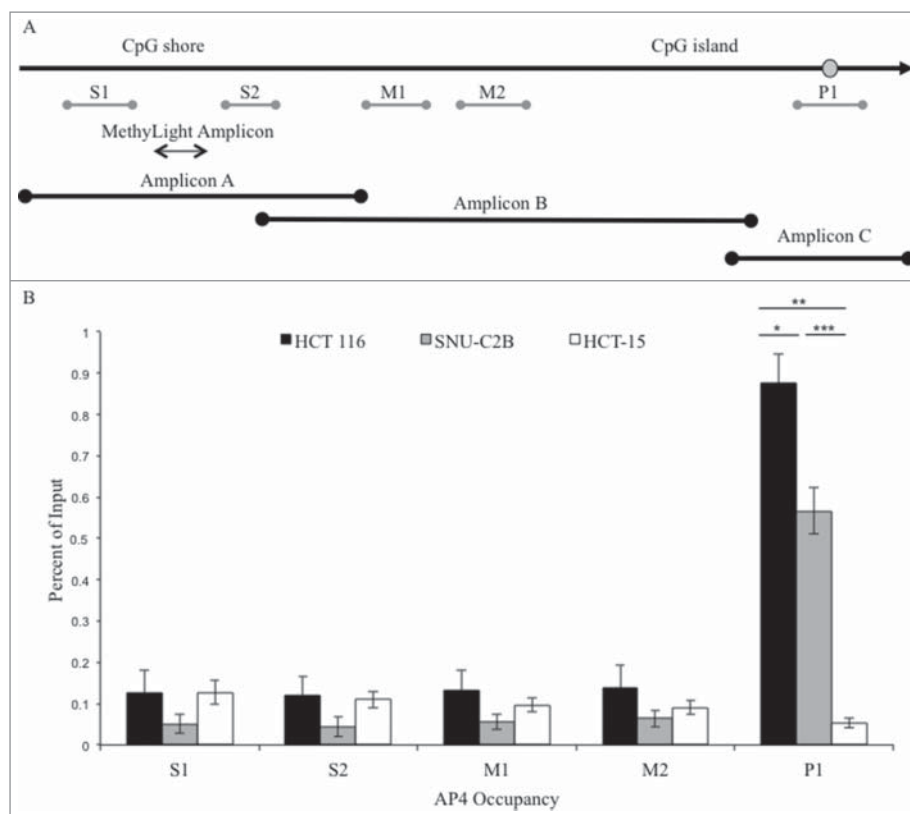 A
CpG shore CpG island
S1 S2 M1 M2 P1
MethyLight Amplicon
Amplicon A
Amplicon B
Amplicon C
B
** 
* ***
HCT 116 SNU-C2B HCT-15
1
0.9
0.8
0.7
0.6
0.5
0.4
0.3
0.2
0.1
0
Percent of Input
S1 S2 M1 M2 P1
AP4 Occupancy